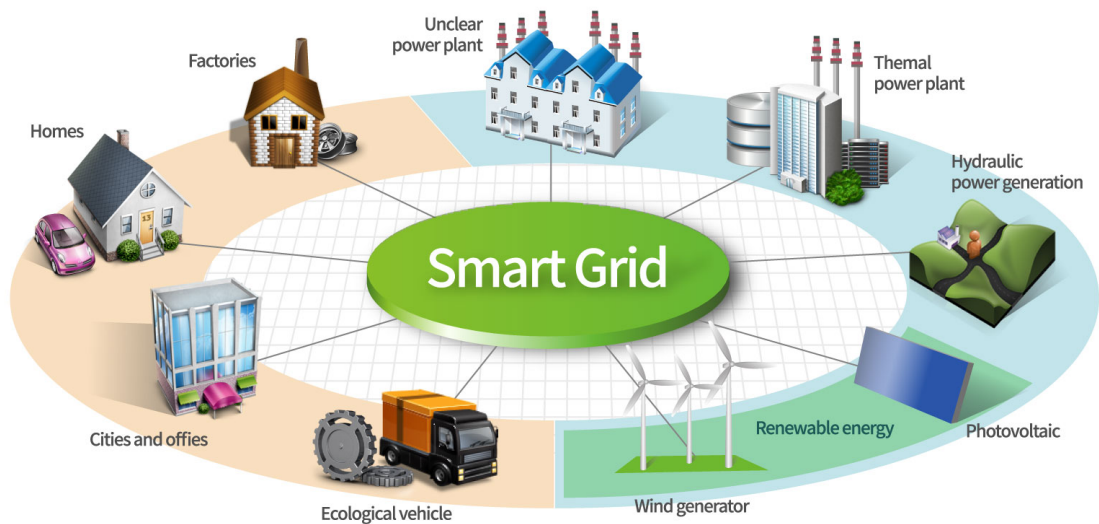 Unclear
power plant
Factories
Themal
power plant
Homes
Hydraulic
power generation
Smart Grid
Renewable energy
Photovoltaic
Cities and offies
Wind generator
Ecological vehicle